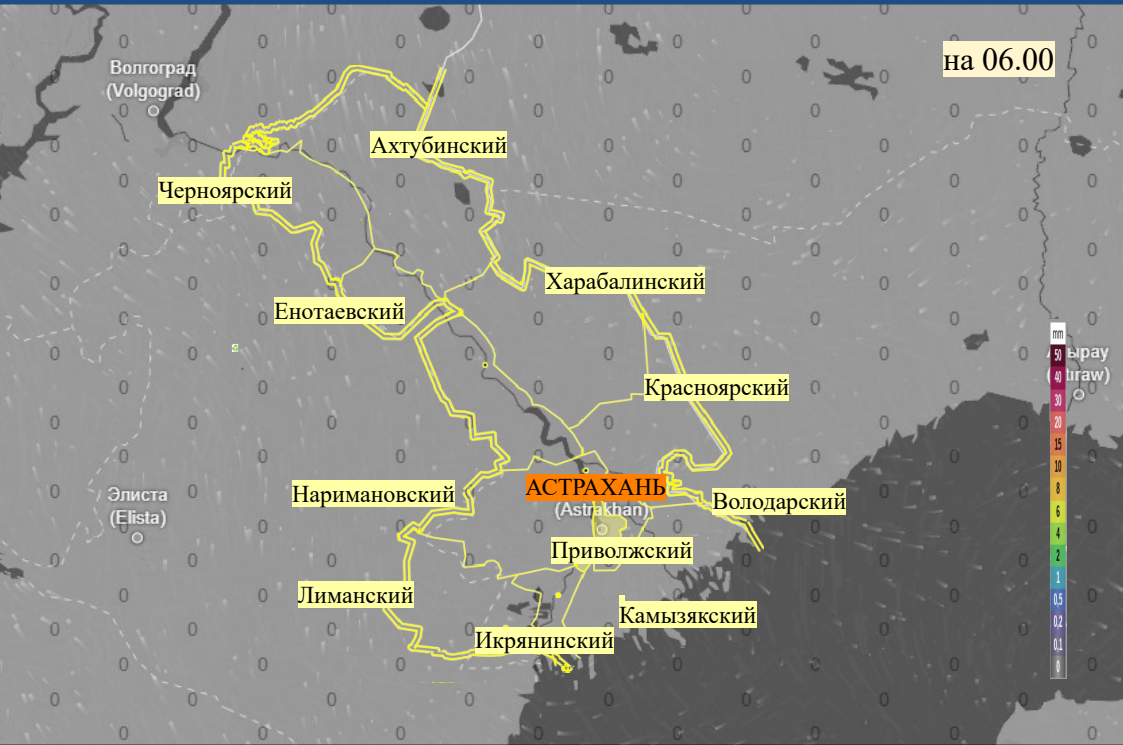 на 06.00
Волгоград
(Volgograd)
Ахтубинский
Черноярский
Харабалинский
Енотаевский
mm
50
40
30
20
15
10
8
6
4
2
1
0,5
0,2
0,1
0
Красноярский
АСТРАХАНЬ
(Astrakhan)
Наримановский
Элиста
(Elista)
Володарский
Приволжский
Лиманский
Камызякский
Икрянинский